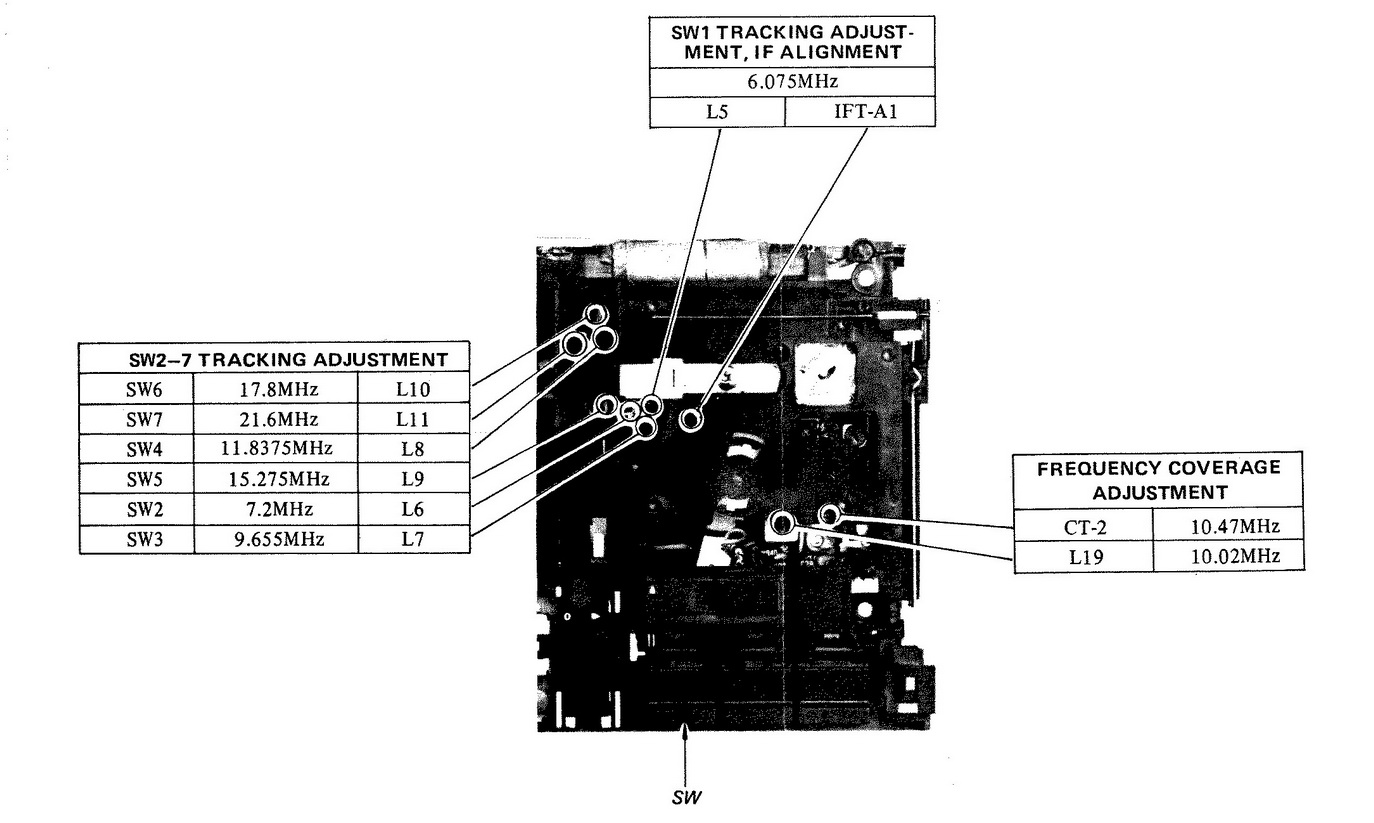 SW1 TRACKING ADJUST-
MENT, IF ALIGNMENT
6.075MHz
L5 IFT-A1
SW2–7 TRACKING ADJUSTMENT
SW6 17.8MHz L10
SW7 21.6MHz L11
SW4 11.8375MHz L8
SW5 15.275MHz L9
SW2 7.2MHz L6
SW3 9.655MHz L7
FREQUENCY COVERAGE
ADJUSTMENT
CT-2 10.47MHz
L19 10.02MHz
SW